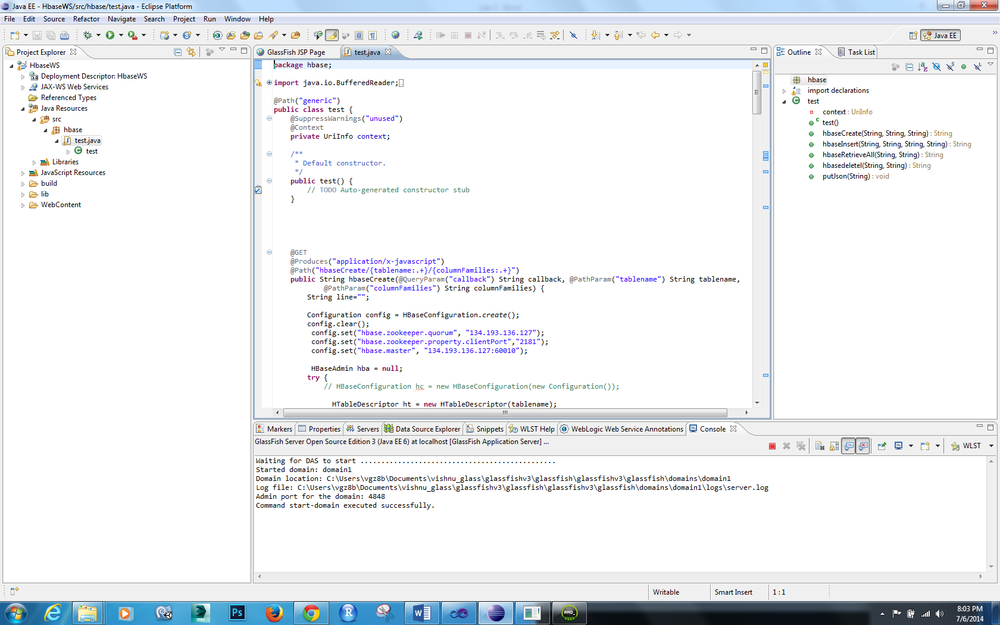 Java EE - HbaseWS/src/hbase/test.java - Eclipse Platform
File Edit Source Refactor Navigate Search Project Run Window Help
Java EE
Project Explorer
HbaseWS
Deployment Descriptor: HbaseWS
JAX-WS Web Services
Referenced Types
Java Resources
src
hbase
test.java
test
Libraries
JavaScript Resources
build
lib
WebContent
GlassFish JSP Page test.java
package hbase;
import java.io.BufferedReader;
@Path("generic")
public class test {
@SuppressWarnings("unused")
@Context
private UriInfo context;
/**
* Default constructor.
*/
public test() {
// TODO Auto-generated constructor stub
}
@GET
@Produces("application/x-javascript")
@Path("hbaseCreate/{tablename:.+}/{columnFamilies:.+}")
public String hbaseCreate(@QueryParam("callback") String callback, @PathParam("tablename") String tablename,
@PathParam("columnFamilies") String columnFamilies) {
String line="";
Configuration config = HBaseConfiguration.create();
config.clear();
config.set("hbase.zookeeper.quorum", "134.193.136.127");
config.set("hbase.zookeeper.property.clientPort","2181");
config.set("hbase.master", "134.193.136.127:60010");
HBaseAdmin hba = null;
try {
// HBaseConfiguration hc = new HBaseConfiguration(new Configuration());
HTableDescriptor ht = new HTableDescriptor(tablename);
Outline Task List
hbase
import declarations
test
context : UriInfo
test()
hbaseCreate(String, String, String) : String
hbaseInsert(String, String, String, String) : String
hbaseRetrieveAll(String, String) : String
hbasedeletel(String, String) : String
putJson(String) : void
Markers Properties Servers Data Source Explorer Snippets WLST Help WebLogic Web Service Annotations Console
GlassFish Server Open Source Edition 3 (Java EE 6) at localhost [GlassFish Application Server] ...
WLST
Waiting for DAS to start ...............................................
Started domain: domain1
Domain location: C:\Users\vgz8b\Documents\vishnu_glass\glassfishv3\glassfish\glassfishv3\glassfish\domains\domain1
Log file: C:\Users\vgz8b\Documents\vishnu_glass\glassfishv3\glassfish\glassfishv3\glassfish\domains\domain1\logs\server.log
Admin port for the domain: 4848
Command start-domain executed successfully.
Writable Smart Insert 1 : 1
MAX
Ps
R
W
AND_
8:03 PM
7/6/2014